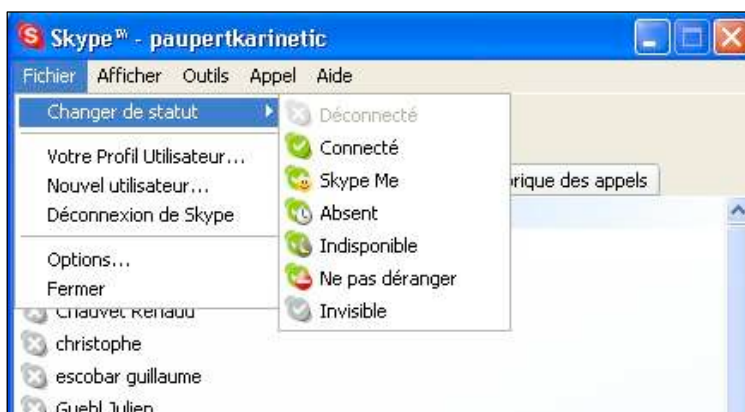 Skype™ - paupertkarinetic
Fichier Afficher Outils Appel Aide
Changer de statut
Votre Profil Utilisateur...
Nouvel utilisateur...
Déconnexion de Skype
Options...
Fermer
Déconnecté
Connecté
Skype Me
Absent
Indisponible
Ne pas déranger
Invisible
orique des appels
Chauvet Renaud
christophe
escobar guillaume
Guebl Julien